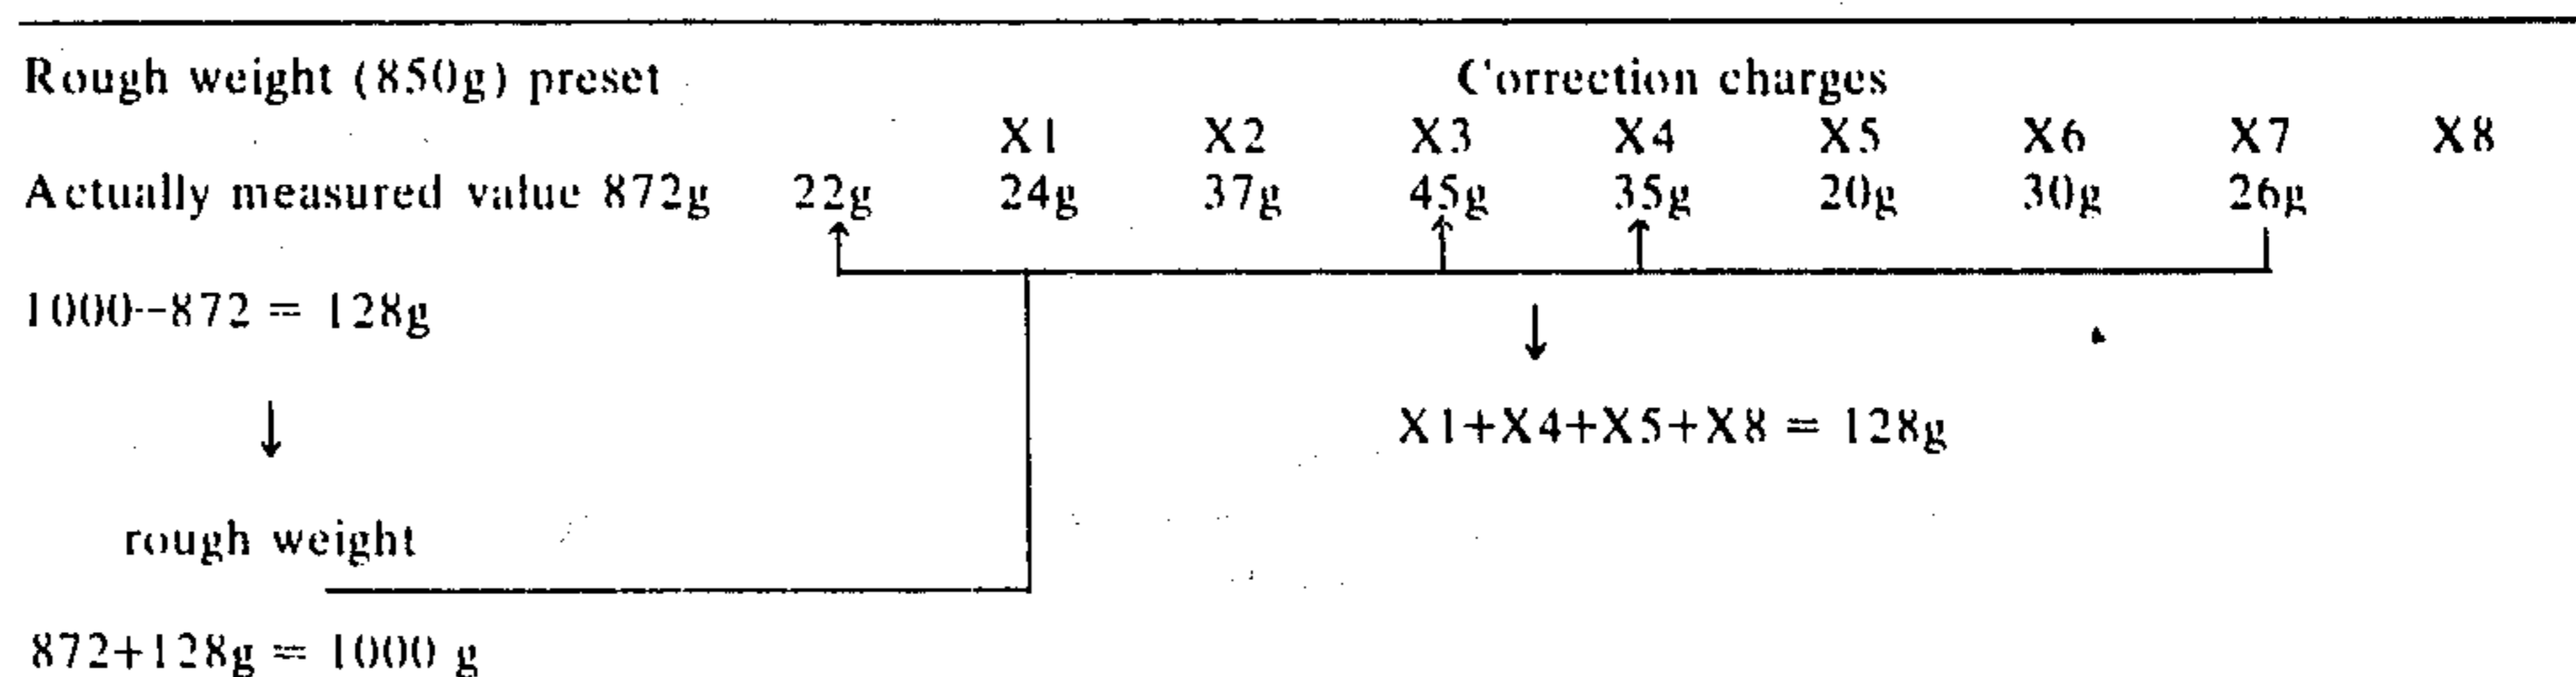 Rough weight (850g) preset Correction charges
X1 X2 X3 X4 X5 X6 X7 X8
Actually measured value 872g 22g 24g 37g 45g 35g 20g 30g 26g
1000--872 = 128g
X1+X4+X5+X8 = 128g
rough weight
872+128g = 1000 g